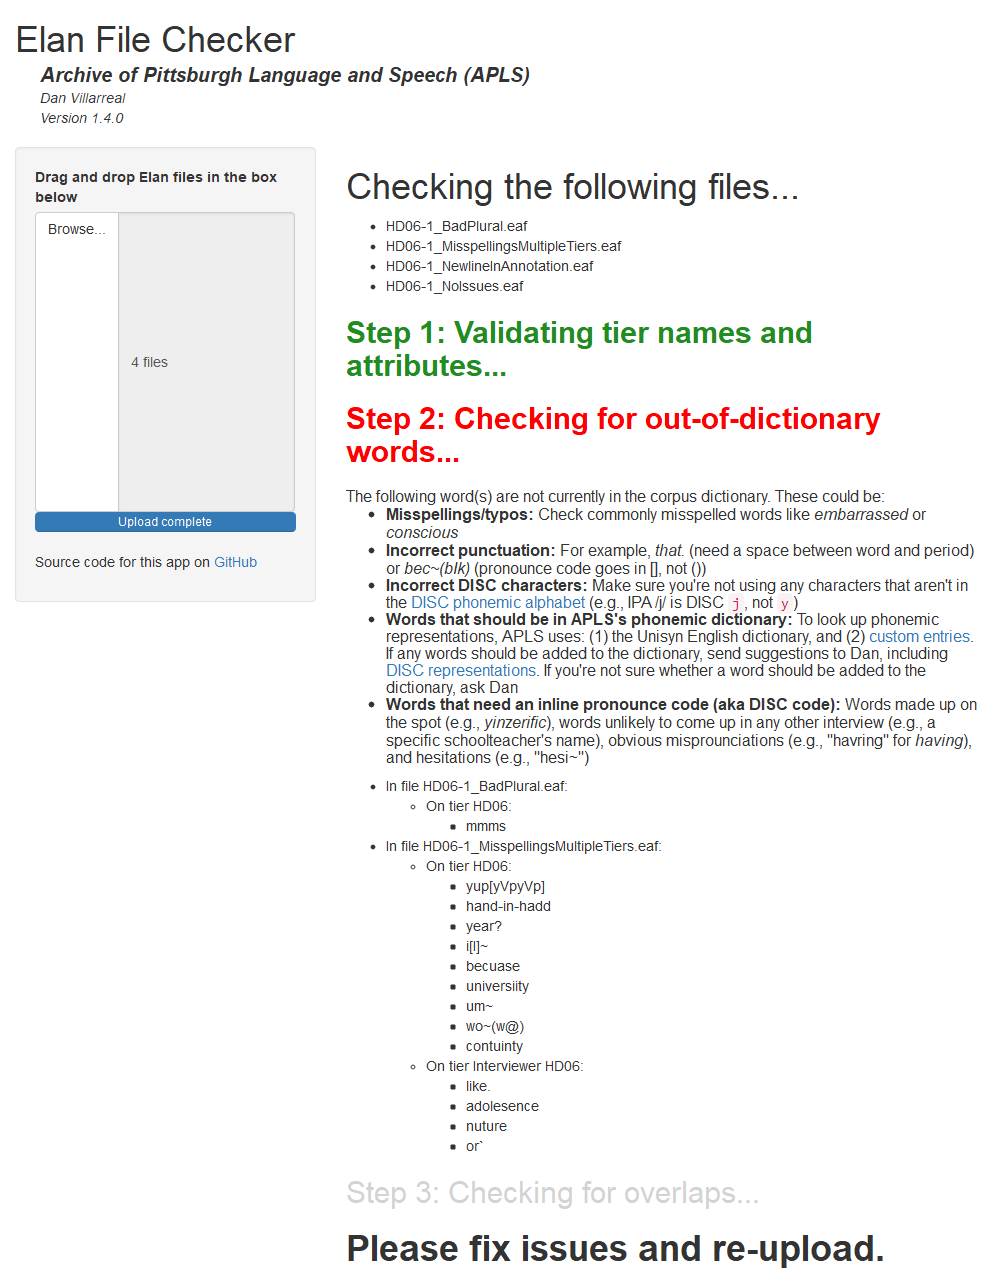 Elan File Checker
Archive of Pittsburgh Language and Speech (APLS)
Dan Villarreal
Version 1.4.0
Drag and drop Elan files in the box
below
Browse...
4 files
Upload complete
Source code for this app on GitHub
Checking the following files...
HD06-1_BadPlural.eaf
HD06-1_MisspellingsMultipleTiers.eaf
HD06-1_NewlineInAnnotation.eaf
HD06-1_NoIssues.eaf
Step 1: Validating tier names and
attributes...
Step 2: Checking for out-of-dictionary
words...
The following word(s) are not currently in the corpus dictionary. These could be:
Misspellings/typos: Check commonly misspelled words like embarrassed or
conscious
Incorrect punctuation: For example, that. (need a space between word and period)
or bec~(blk) (pronounce code goes in [], not ())
Incorrect DISC characters: Make sure you're not using any characters that aren't in
the DISC phonemic alphabet (e.g., IPA /j/ is DISC j, not y)
Words that should be in APLS's phonemic dictionary: To look up phonemic
representations, APLS uses: (1) the Unisyn English dictionary, and (2) custom entries.
If any words should be added to the dictionary, send suggestions to Dan, including
DISC representations. If you're not sure whether a word should be added to the
dictionary, ask Dan
Words that need an inline pronounce code (aka DISC code): Words made up on
the spot (e.g., yinzerific), words unlikely to come up in any other interview (e.g., a
specific schoolteacher's name), obvious misprounciations (e.g., "havring" for having),
and hesitations (e.g., "hesi~")
In file HD06-1_BadPlural.eaf:
On tier HD06:
mmms
In file HD06-1_MisspellingsMultipleTiers.eaf:
On tier HD06:
yup[yVpyVp]
hand-in-hadd
year?
i[I]~
becuase
universiity
um~
wo~(w@)
contuinty
On tier Interviewer HD06:
like.
adolesence
nuture
or`
Step 3: Checking for overlaps...
Please fix issues and re-upload.